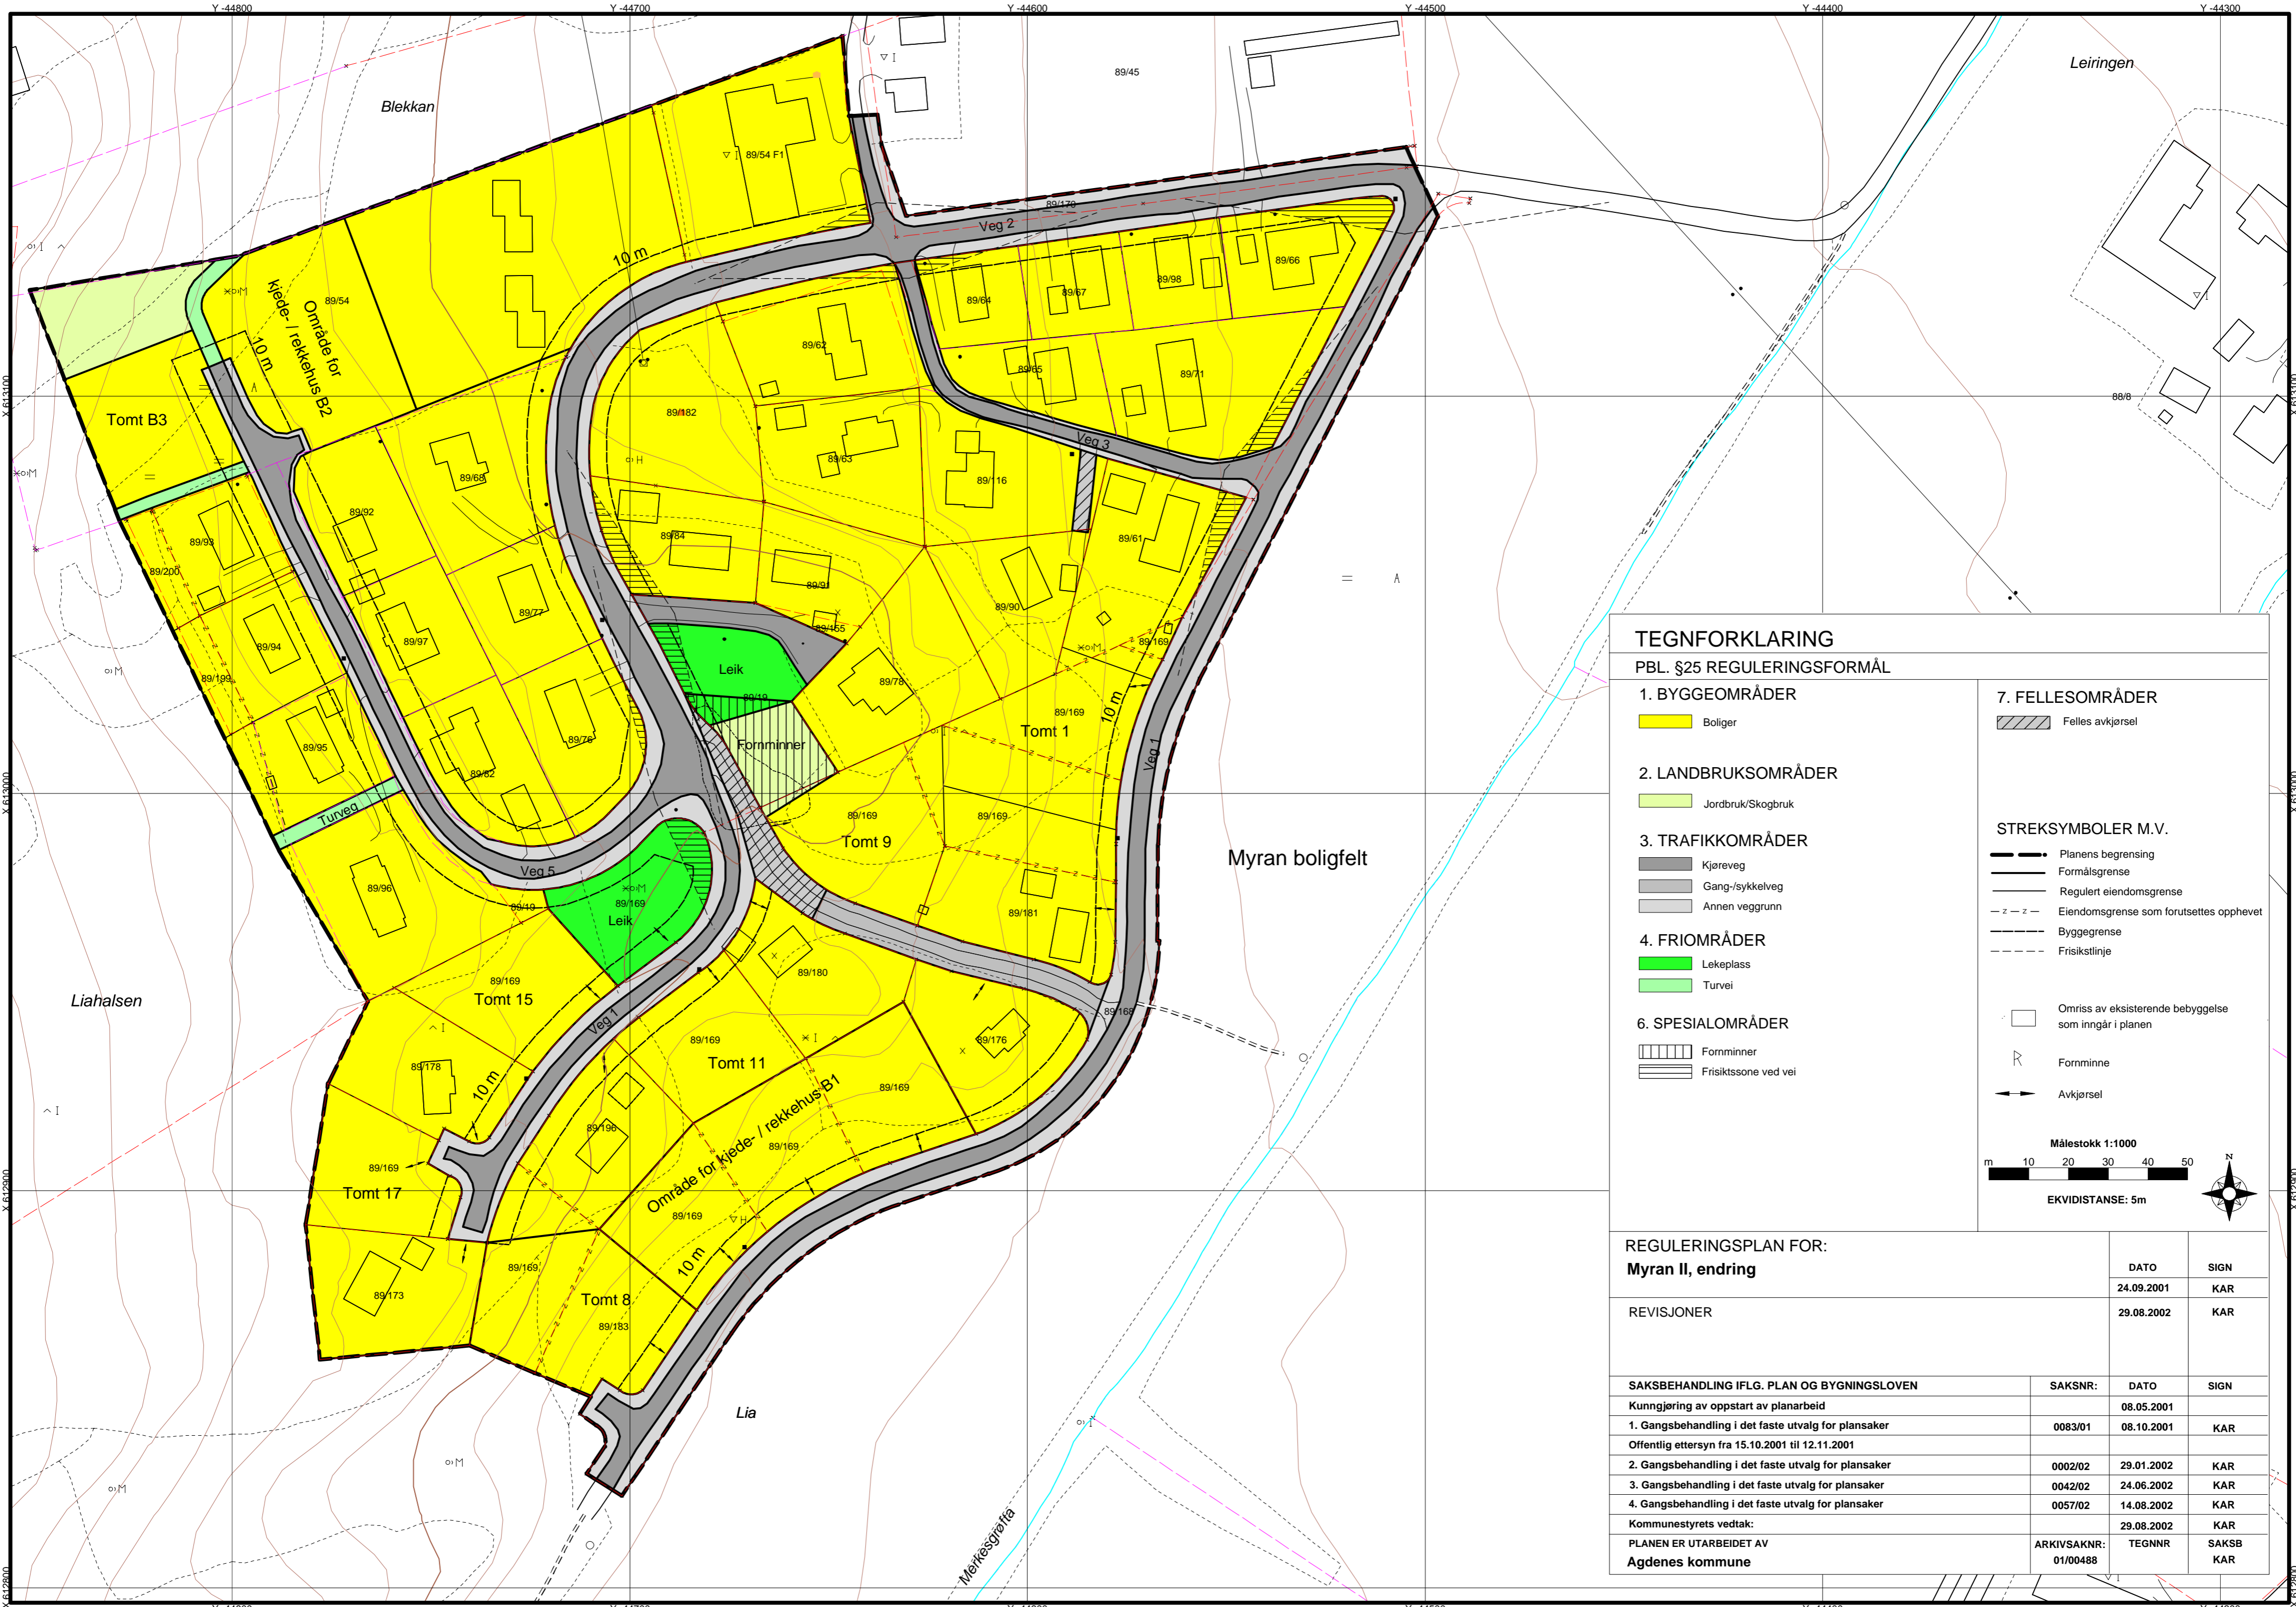 Y -44800
Y -44700
Y -44600
Y -44500
Y -44400
Y -44300
Leiringen
89/45
Blekkan
89/54 F1
89/170
Veg 2
10 m
89/66
89/98
89/67
89/64
89/54
Område for
kjede- / rekkehus B2
10 m
89/62
89/65
89/71
X 613100
X 613100
88/8
Tomt B3
89/182
Veg 3
89/63
89/68
89/116
89/92
89/84
89/61
89/93
89/200
89/91
89/90
89/77
89/155
89/97
89/169
89/94
Leik
89/199
89/78
89/19
89/169
10 m
Tomt 1
Fornminner
89/76
89/95
Veg 1
89/82
X 613000
X 613000
Turveg
89/169
89/169
Tomt 9
Myran boligfelt
Veg 5
89/96
89/169
89/19
Leik
89/181
89/180
89/169
Tomt 15
Liahalsen
89/168
Veg 1
89/169
89/176
Tomt 11
89/178
10 m
89/169
Område for kjede- / rekkehus B1
89/196
89/169
89/169
Tomt 17
X 612900
X 612900
89/169
89/169
10 m
89/173
Tomt 8
89/183
Lia
Merkesgrøfta
X 612800
X 612800
TEGNFORKLARING
PBL. §25 REGULERINGSFORMÅL
1. BYGGEOMRÅDER
Boliger
2. LANDBRUKSOMRÅDER
Jordbruk/Skogbruk
3. TRAFIKKOMRÅDER
Kjøreveg
Gang-/sykkelveg
Annen veggrunn
4. FRIOMRÅDER
Lekeplass
Turvei
6. SPESIALOMRÅDER
Fornminner
Frisiktssone ved vei
7. FELLESOMRÅDER
Felles avkjørsel
STREKSYMBOLER M.V.
Planens begrensing
Formålsgrense
Regulert eiendomsgrense
Eiendomsgrense som forutsettes opphevet
Byggegrense
Frisikstlinje
Omriss av eksisterende bebyggelse
som inngår i planen
Fornminne
Avkjørsel
Målestokk 1:1000
m 10 20 30 40 50
N
EKVIDISTANSE: 5m
REGULERINGSPLAN FOR:
Myran II, endring
DATO SIGN
24.09.2001 KAR
REVISJONER 29.08.2002 KAR
SAKSBEHANDLING IFLG. PLAN OG BYGNINGSLOVEN SAKSNR: DATO SIGN
Kunngjøring av oppstart av planarbeid 08.05.2001
1. Gangsbehandling i det faste utvalg for plansaker 0083/01 08.10.2001 KAR
Offentlig ettersyn fra 15.10.2001 til 12.11.2001
2. Gangsbehandling i det faste utvalg for plansaker 0002/02 29.01.2002 KAR
3. Gangsbehandling i det faste utvalg for plansaker 0042/02 24.06.2002 KAR
4. Gangsbehandling i det faste utvalg for plansaker 0057/02 14.08.2002 KAR
Kommunestyrets vedtak: 29.08.2002 KAR
PLANEN ER UTARBEIDET AV ARKIVSAKNR: TEGNNR SAKSB
Agdenes kommune 01/00488 KAR